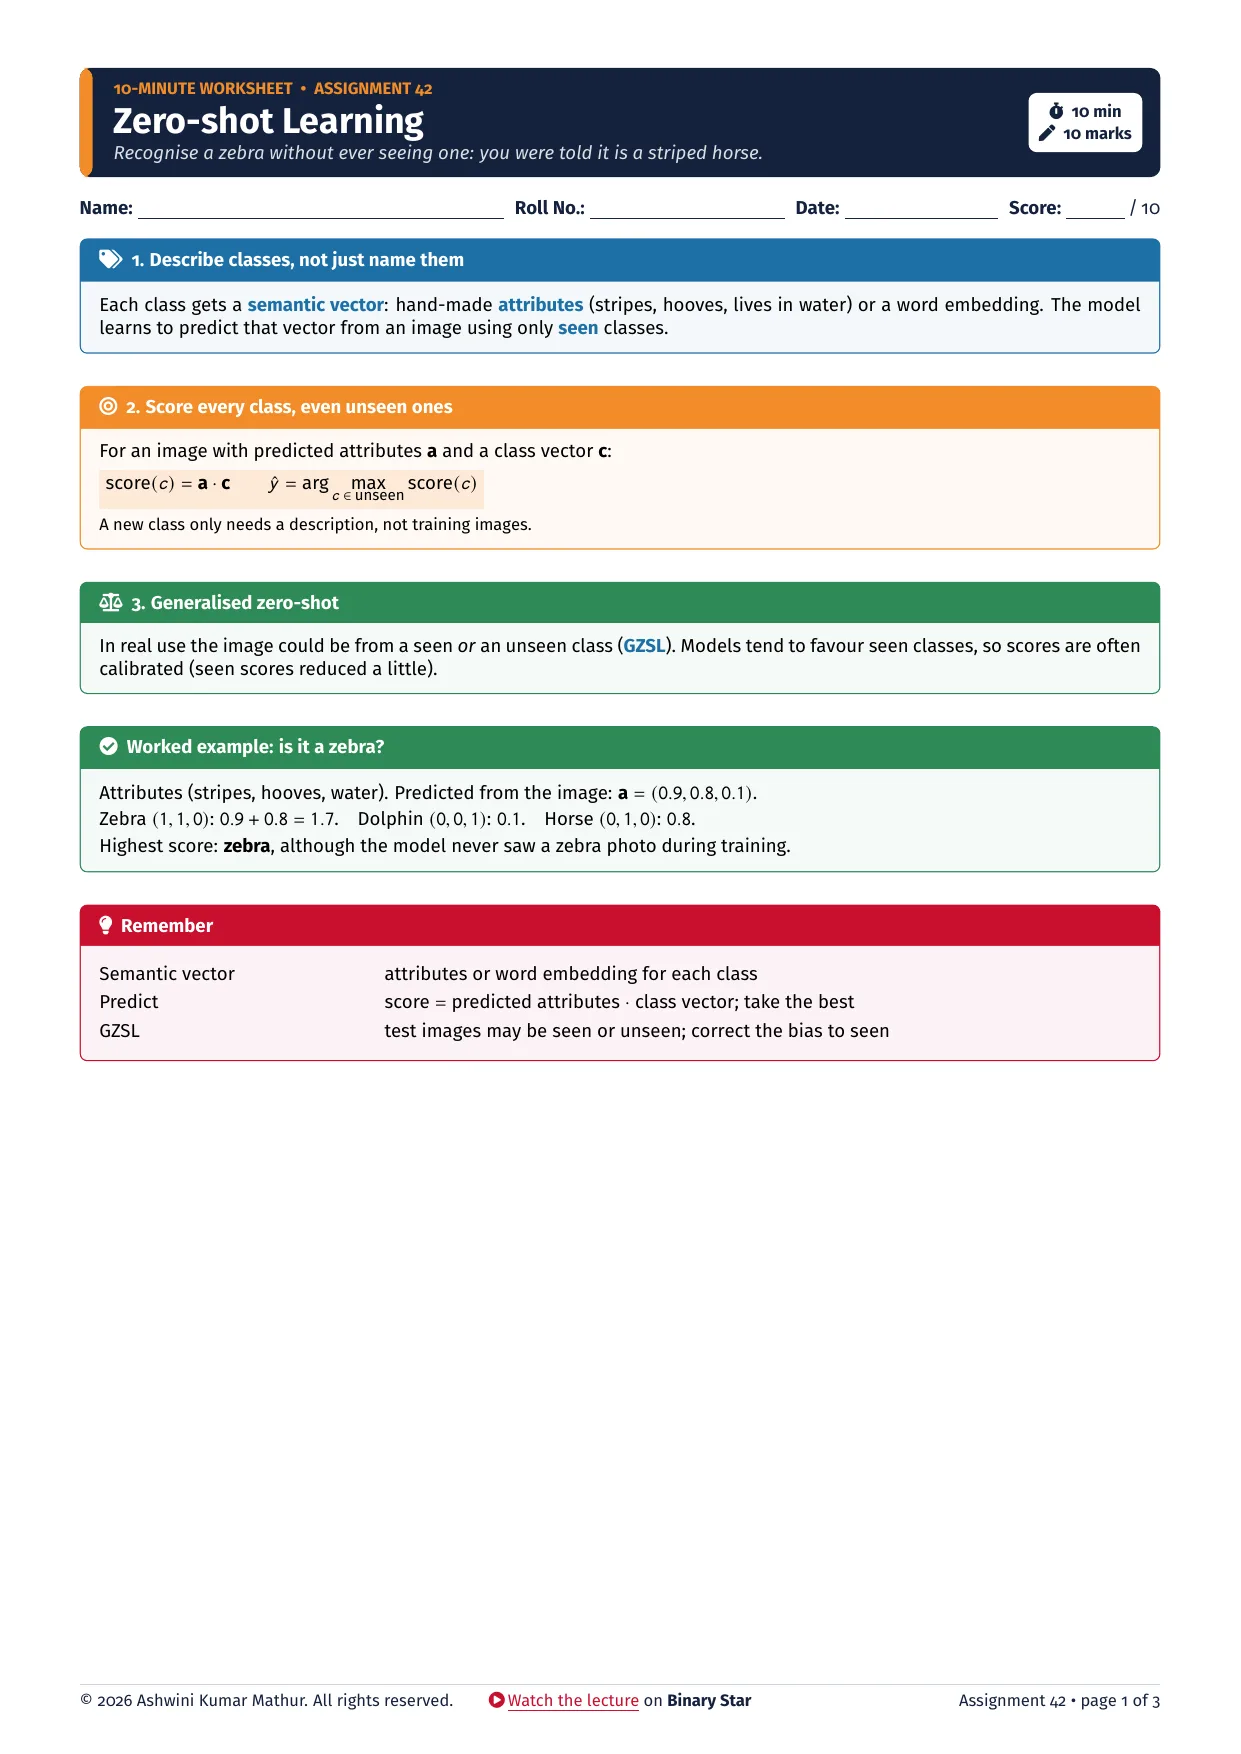 10-MINUTE WORKSHEET • ASSIGNMENT 42
Zero-shot Learning
Recognise a zebra without ever seeing one: you were told it is a striped horse.
10 min
10 marks
Name: Roll No.: Date: Score: / 10
1. Describe classes, not just name them
Each class gets a semantic vector: hand-made attributes (stripes, hooves, lives in water) or a word embedding. The model
learns to predict that vector from an image using only seen classes.
2. Score every class, even unseen ones
For an image with predicted attributes a and a class vector c:
score(c) = a · c ŷ = arg max c ∈ unseen score(c)
A new class only needs a description, not training images.
3. Generalised zero-shot
In real use the image could be from a seen or an unseen class (GZSL). Models tend to favour seen classes, so scores are often
calibrated (seen scores reduced a little).
Worked example: is it a zebra?
Attributes (stripes, hooves, water). Predicted from the image: a = (0.9, 0.8, 0.1).
Zebra (1, 1, 0): 0.9 + 0.8 = 1.7. Dolphin (0, 0, 1): 0.1. Horse (0, 1, 0): 0.8.
Highest score: zebra, although the model never saw a zebra photo during training.
Remember
Semantic vector attributes or word embedding for each class
Predict score = predicted attributes · class vector; take the best
GZSL test images may be seen or unseen; correct the bias to seen
© 2026 Ashwini Kumar Mathur. All rights reserved. Watch the lecture on Binary Star Assignment 42 • page 1 of 3